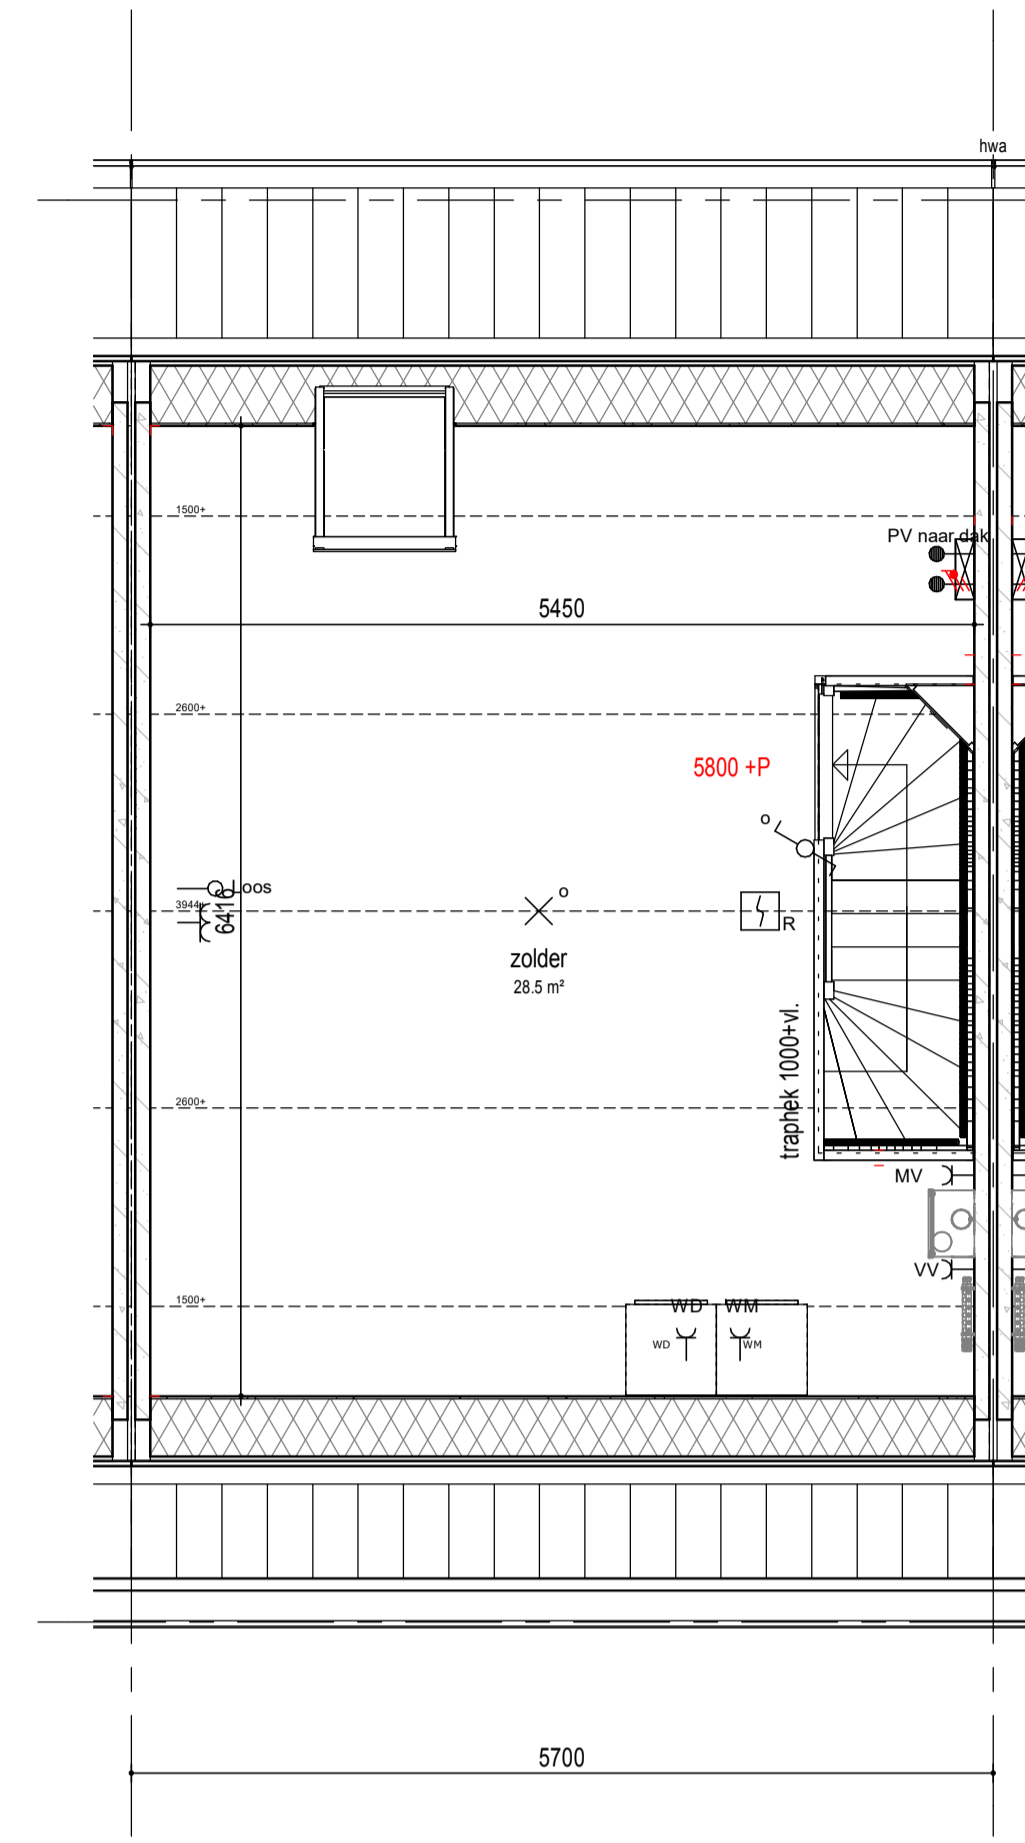 hwa
1500+
PV naar dak
5450
2600+
5800 +P
o
Loos
3944+
6416
o
R
zolder
28.5 m²
traphek 1000+vl.
2600+
MV
VV
1500+
WD WM
WD WM
5700